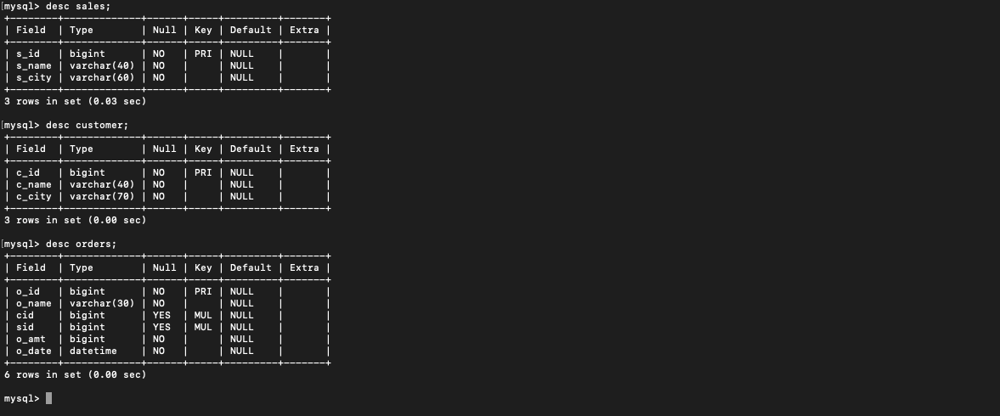 [mysql> desc sales;
+--------+-------------+------+-----+---------+-------+
| Field  | Type        | Null | Key | Default | Extra |
+--------+-------------+------+-----+---------+-------+
| s_id   | bigint      | NO   | PRI | NULL    |       |
| s_name | varchar(40) | NO   |     | NULL    |       |
| s_city | varchar(60) | NO   |     | NULL    |       |
+--------+-------------+------+-----+---------+-------+
3 rows in set (0.03 sec)
[mysql> desc customer;
+--------+-------------+------+-----+---------+-------+
| Field  | Type        | Null | Key | Default | Extra |
+--------+-------------+------+-----+---------+-------+
| c_id   | bigint      | NO   | PRI | NULL    |       |
| c_name | varchar(40) | NO   |     | NULL    |       |
| c_city | varchar(70) | NO   |     | NULL    |       |
+--------+-------------+------+-----+---------+-------+
3 rows in set (0.00 sec)
[mysql> desc orders;
+--------+-------------+------+-----+---------+-------+
| Field  | Type        | Null | Key | Default | Extra |
+--------+-------------+------+-----+---------+-------+
| o_id   | bigint      | NO   | PRI | NULL    |       |
| o_name | varchar(30) | NO   |     | NULL    |       |
| cid    | bigint      | YES  | MUL | NULL    |       |
| sid    | bigint      | YES  | MUL | NULL    |       |
| o_amt  | bigint      | NO   |     | NULL    |       |
| o_date | datetime    | NO   |     | NULL    |       |
+--------+-------------+------+-----+---------+-------+
6 rows in set (0.00 sec)
mysql>